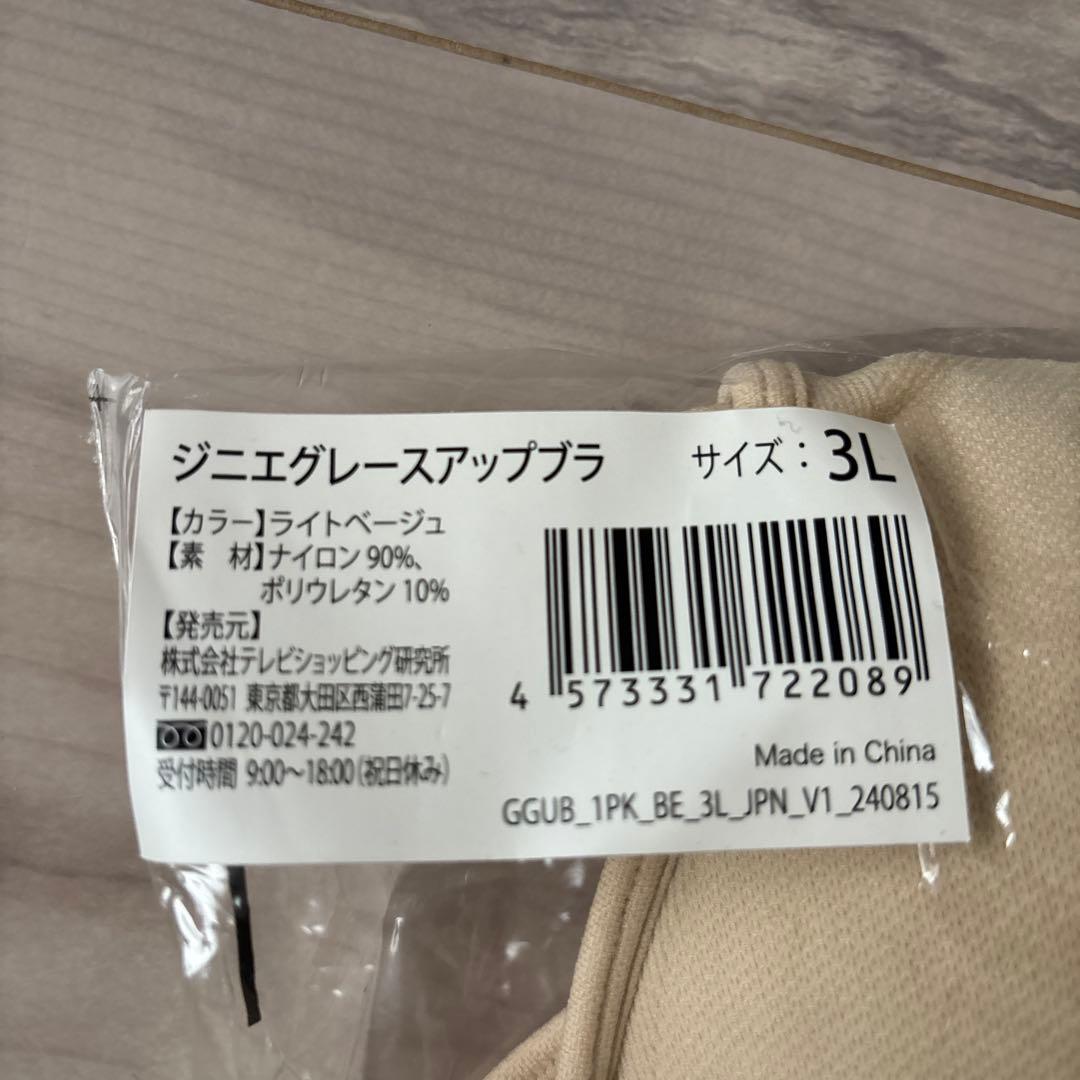 ジニエグレースアップブラ サイズ：3L
【カラー】ライトベージュ
【素　材】ナイロン 90%、
ポリウレタン 10%
【発売元】
株式会社テレビショッピング研究所
〒144-0051 東京都大田区西蒲田7-25-7
0120-024-242
受付時間 9:00～18:00（祝日休み）
4 573331 722089
Made in China
GGUB_1PK_BE_3L_JPN_V1_240815